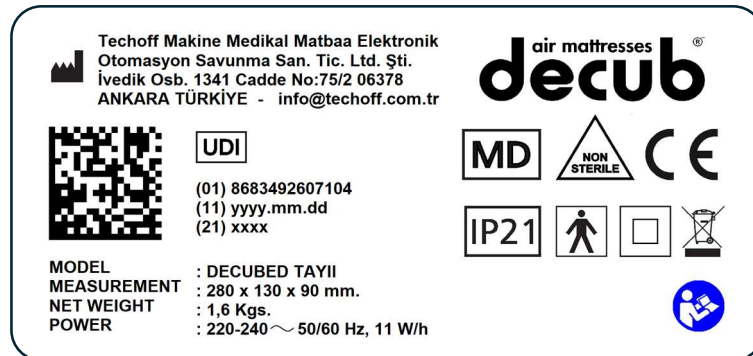 Techoff Makine Medikal Matbaa Elektronik
Otomasyon Savunma San. Tic. Ltd. Şti.
İvedik Osb. 1341 Cadde No:75/2 06378
ANKARA TÜRKİYE - info@techoff.com.tr
air mattresses
decub ®
UDI
(01) 8683492607104
(11) yyyy.mm.dd
(21) xxxx
MD
NON
STERILE
CE
IP21
MODEL : DECUBED TAYII
MEASUREMENT : 280 x 130 x 90 mm.
NET WEIGHT : 1,6 Kgs.
POWER : 220-240 ~ 50/60 Hz, 11 W/h